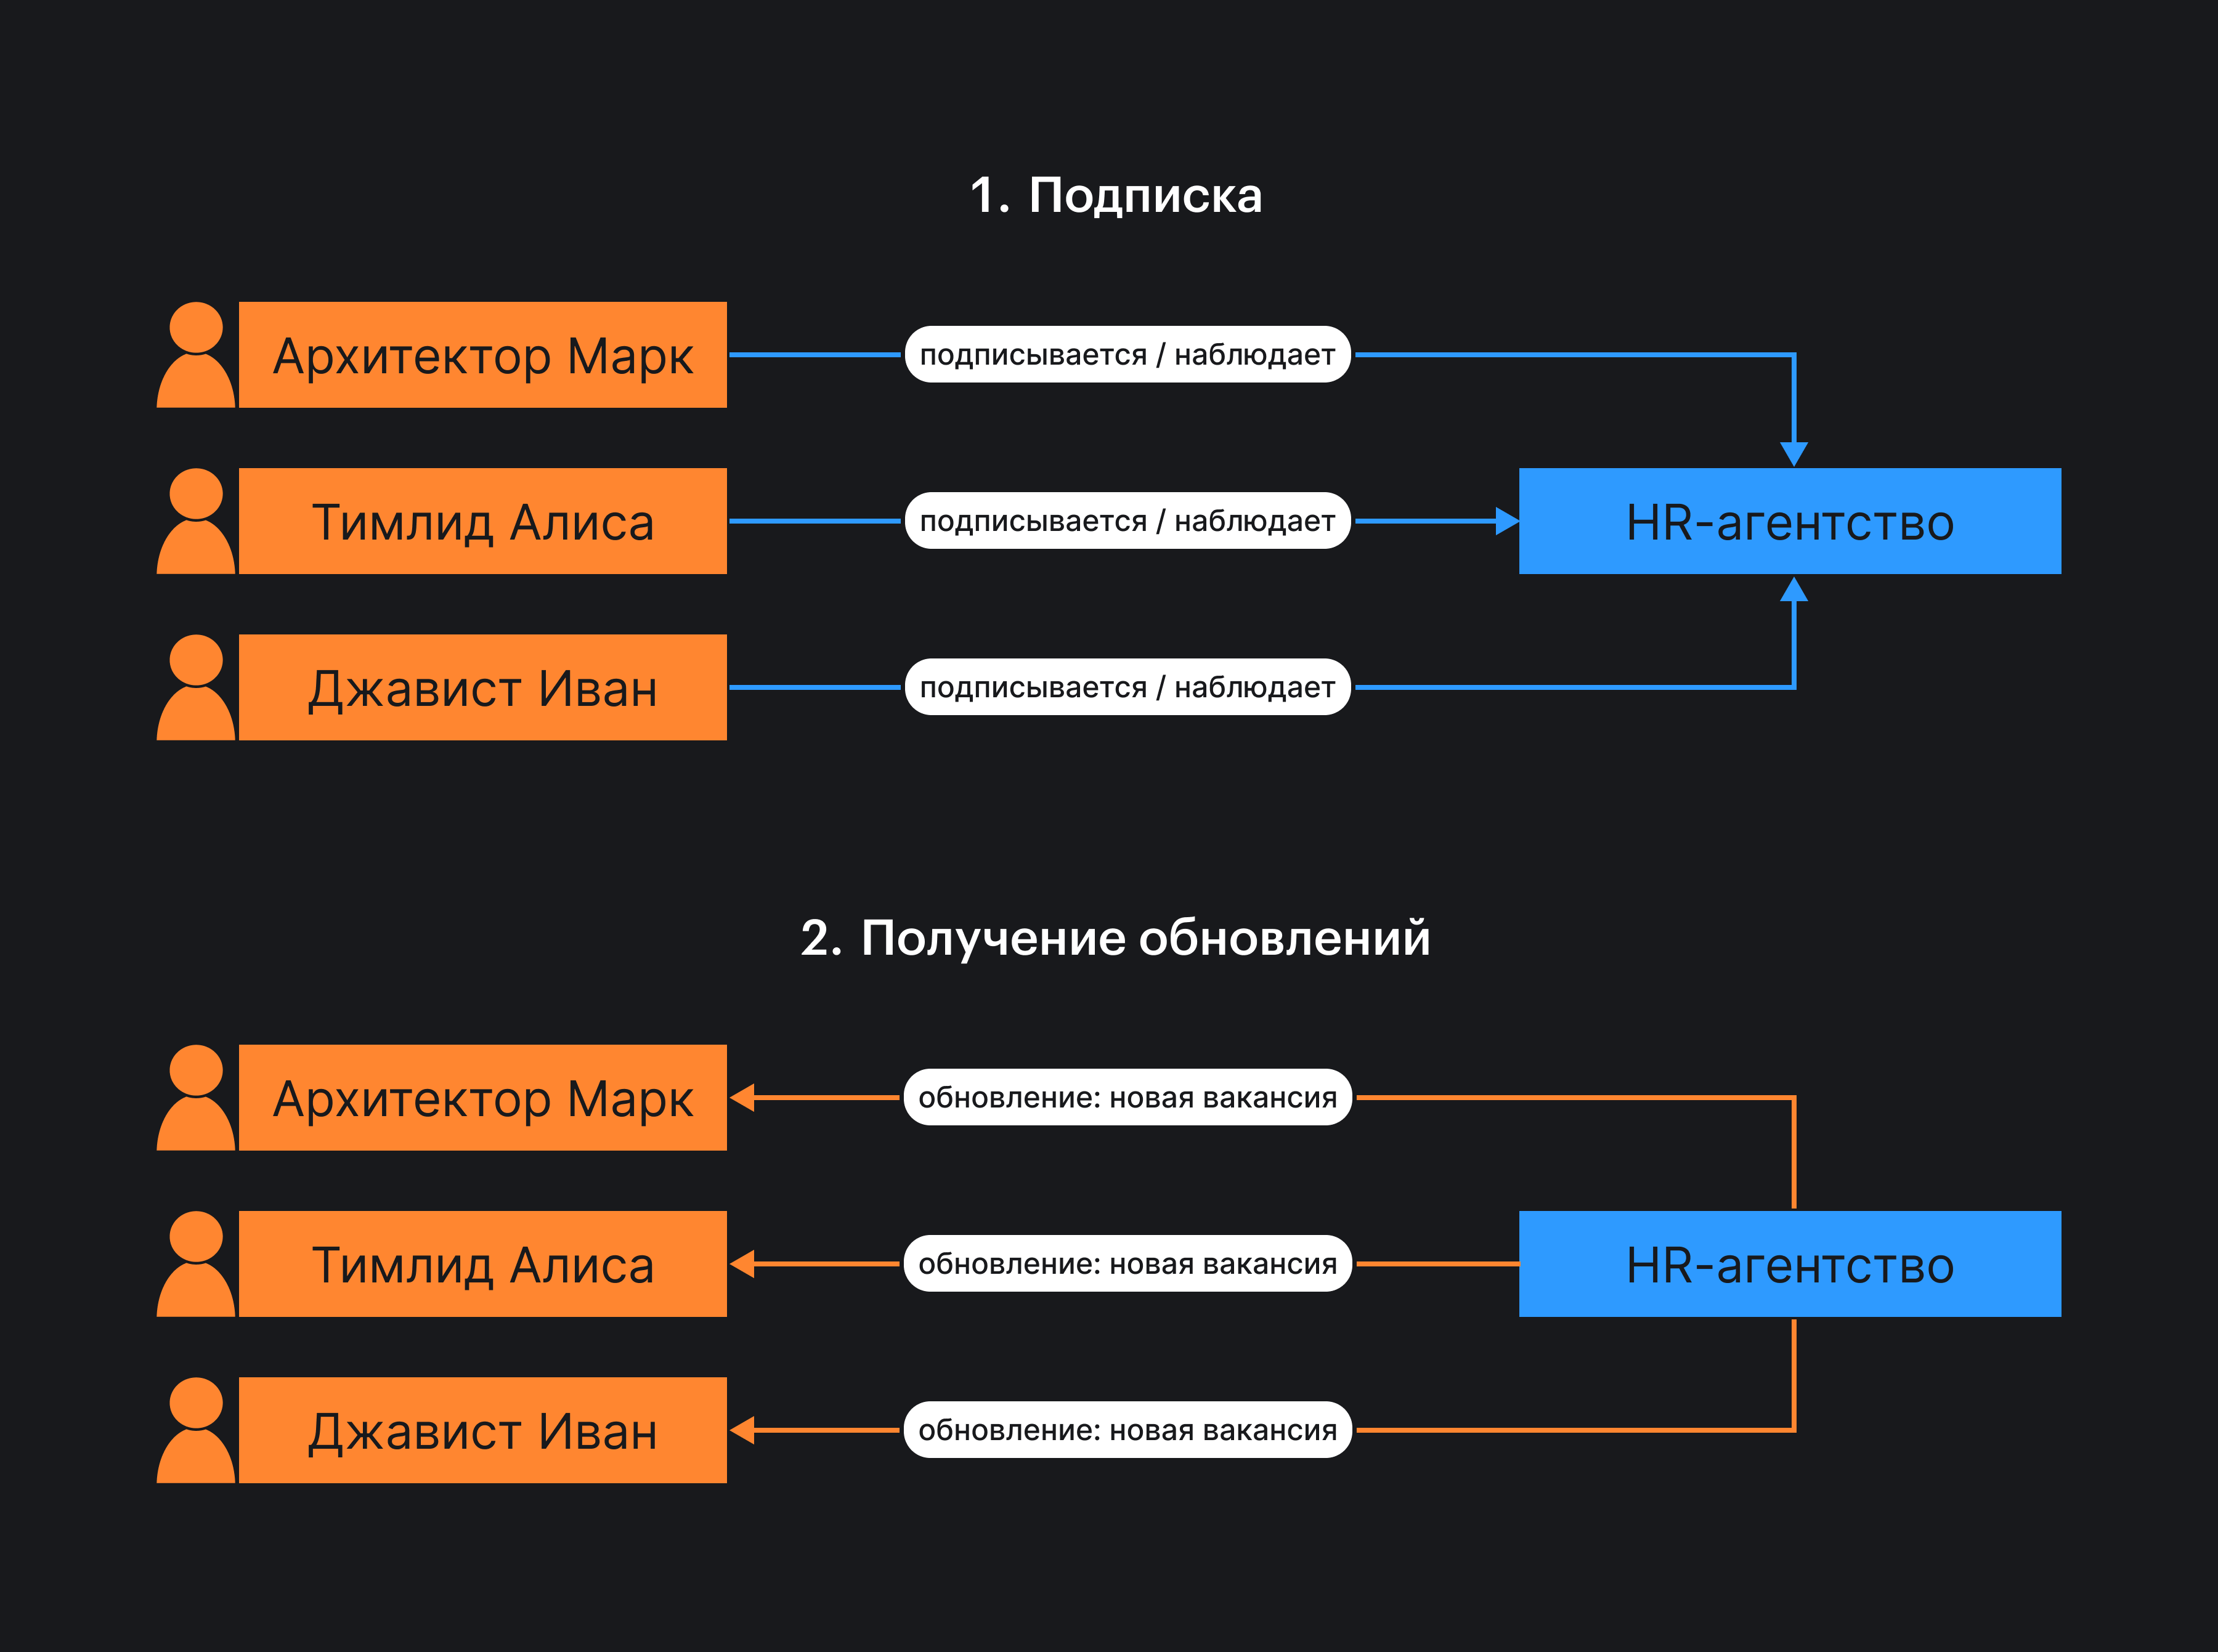 1. Подписка
Архитектор Марк
подписывается / наблюдает
Тимлид Алиса
подписывается / наблюдает
HR-агентство
Джавист Иван
подписывается / наблюдает
2. Получение обновлений
Архитектор Марк
обновление: новая вакансия
Тимлид Алиса
обновление: новая вакансия
HR-агентство
Джавист Иван
обновление: новая вакансия